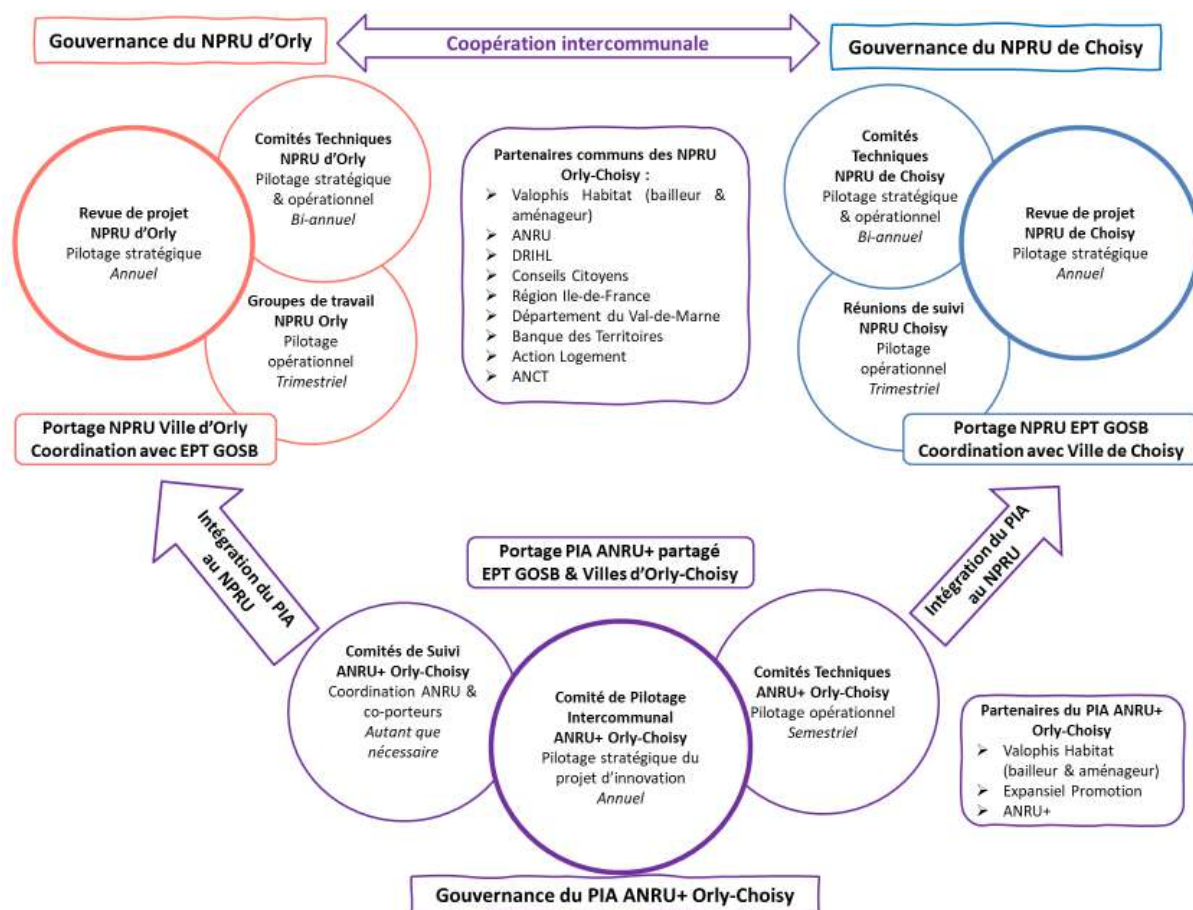 Gouvernance du NPRU d'Orly
Coopération intercommunale
Gouvernance du NPRU de Choisy
Revue de projet
NPRU d'Orly
Pilotage stratégique
Annuel
Comités Techniques
NPRU d'Orly
Pilotage stratégique
& opérationnel
Bi-annuel
Groupes de travail
NPRU Orly
Pilotage
opérationnel
Trimestriel
Portage NPRU Ville d'Orly
Coordination avec EPT GOSB
Partenaires communs des NPRU
Orly-Choisy :
➢ Valophis Habitat (bailleur &
aménageur)
➢ ANRU
➢ DRIHL
➢ Conseils Citoyens
➢ Région Ile-de-France
➢ Département du Val-de-Marne
➢ Banque des Territoires
➢ Action Logement
➢ ANCT
Comités
Techniques
NPRU de Choisy
Pilotage stratégique
& opérationnel
Bi-annuel
Revue de projet
NPRU de Choisy
Pilotage stratégique
Annuel
Réunions de suivi
NPRU Choisy
Pilotage
opérationnel
Trimestriel
Portage NPRU EPT GOSB
Coordination avec Ville de Choisy
Intégration du PIA
au NPRU
Portage PIA ANRU+ partagé
EPT GOSB & Villes d'Orly-Choisy
Intégration du PIA
au NPRU
Comités de Suivi
ANRU+ Orly-Choisy
Coordination ANRU &
co-porteurs
Autant que
nécessaire
Comité de Pilotage
Intercommunal
ANRU+ Orly-Choisy
Pilotage stratégique du
projet d'innovation
Annuel
Comités Techniques
ANRU+ Orly-Choisy
Pilotage opérationnel
Semestriel
Partenaires du PIA ANRU+
Orly-Choisy
➢ Valophis Habitat
(bailleur & aménageur)
➢ Expansiel Promotion
➢ ANRU+
Gouvernance du PIA ANRU+ Orly-Choisy